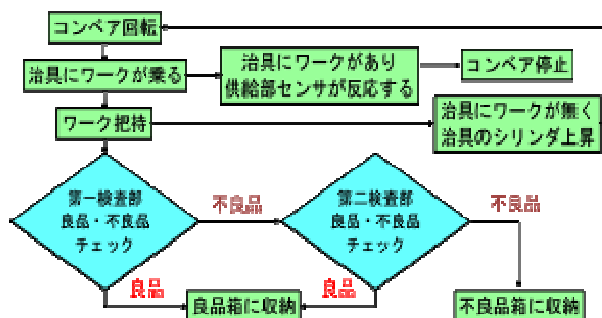 コンベア回転
治具にワークが乗る
治具にワークがあり
供給部センサが反応する
コンベア停止
ワーク把持
治具にワークが無く
治具のシリンダ上昇
第一検査部
良品・不良品
チェック
不良品
第二検査部
良品・不良品
チェック
不良品
良品
良品
良品箱に収納
不良品箱に収納